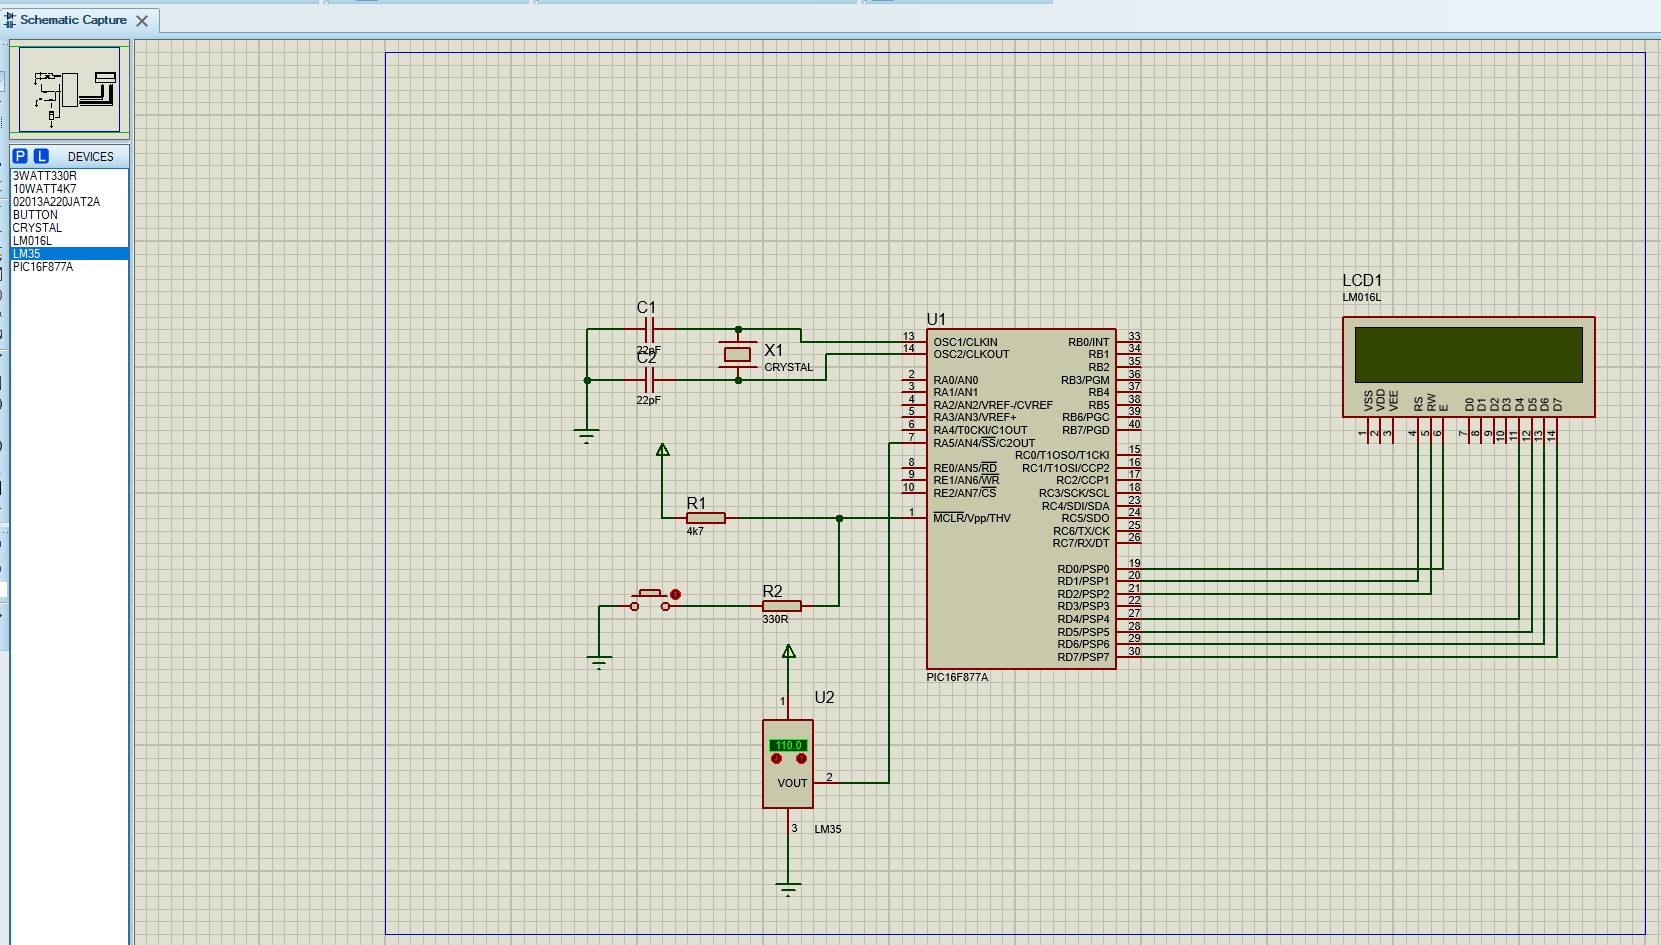 Schematic Capture
P L DEVICES
3WATT330R
10WATT4K7
02013A220JAT2A
BUTTON
CRYSTAL
LM016L
LM35
PIC16F877A
C1
22pF
C2
22pF
X1
CRYSTAL
R1
4k7
R2
330R
U2
1
110.0
VOUT
2
3
LM35
U1
13 OSC1/CLKIN
14 OSC2/CLKOUT
2 RA0/AN0
3 RA1/AN1
4 RA2/AN2/VREF-/CVREF
5 RA3/AN3/VREF+
6 RA4/T0CKI/C1OUT
7 RA5/AN4/SS/C2OUT
8 RE0/AN5/RD
9 RE1/AN6/WR
10 RE2/AN7/CS
1 MCLR/Vpp/THV
RB0/INT 33
RB1 34
RB2 35
RB3/PGM 36
RB4 37
RB5 38
RB6/PGC 39
RB7/PGD 40
RC0/T1OSO/T1CKI 15
RC1/T1OSI/CCP2 16
RC2/CCP1 17
RC3/SCK/SCL 18
RC4/SDI/SDA 23
RC5/SDO 24
RC6/TX/CK 25
RC7/RX/DT 26
RD0/PSP0 19
RD1/PSP1 20
RD2/PSP2 21
RD3/PSP3 22
RD4/PSP4 27
RD5/PSP5 28
RD6/PSP6 29
RD7/PSP7 30
PIC16F877A
LCD1
LM016L
VSS VDD VEE RS RW E D0 D1 D2 D3 D4 D5 D6 D7
1 2 3 4 5 6 7 8 9 10 11 12 13 14